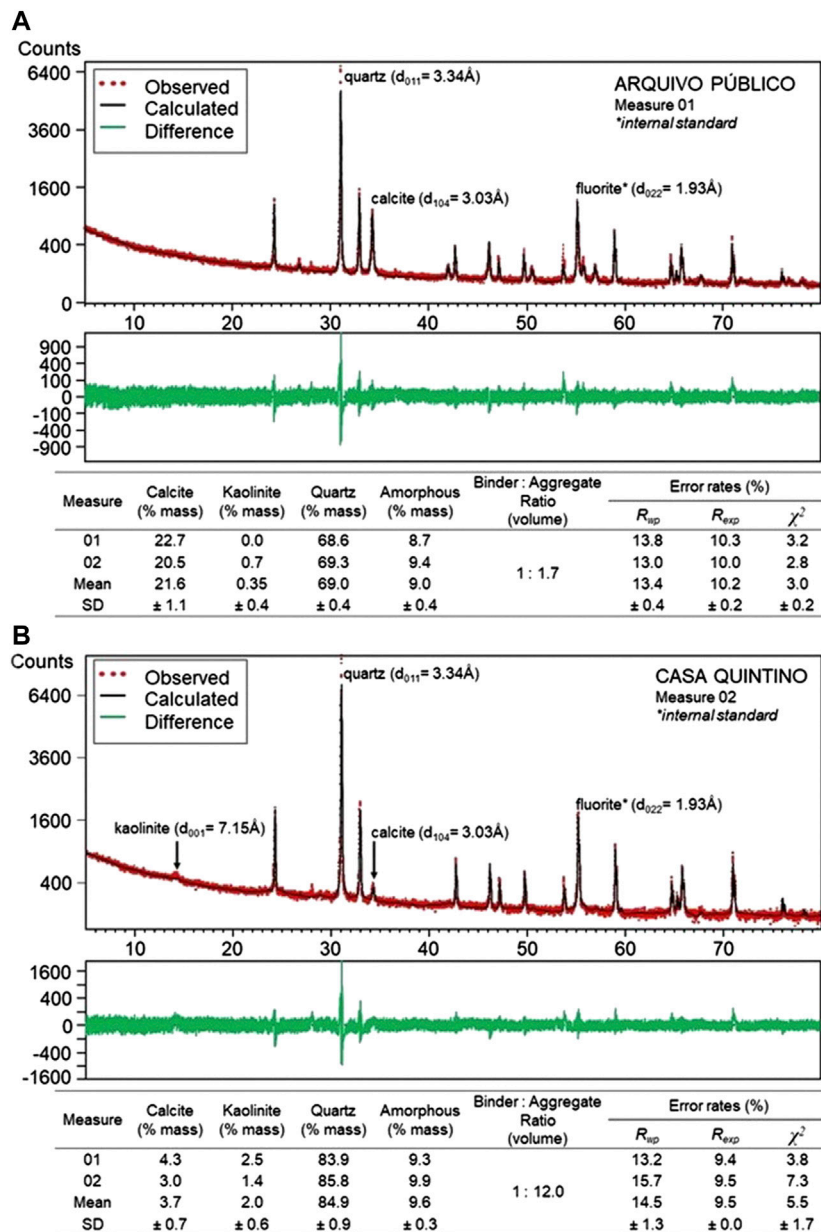 A
Counts
6400
3600
1600
400
0
Observed
Calculated
Difference
quartz (d011= 3.34Å)
calcite (d104= 3.03Å)
fluorite* (d022= 1.93Å)
ARQUIVO PÚBLICO
Measure 01
*internal standard
10 20 30 40 50 60 70
900
400
100
0
-100
-400
-900
Measure Calcite (% mass) Kaolinite (% mass) Quartz (% mass) Amorphous (% mass) Binder : Aggregate Ratio (volume) Error rates (%) Rwp Rexp χ2
01 22.7 0.0 68.6 8.7 13.8 10.3 3.2
02 20.5 0.7 69.3 9.4 13.0 10.0 2.8
1 : 1.7
Mean 21.6 0.35 69.0 9.0 13.4 10.2 3.0
SD ± 1.1 ± 0.4 ± 0.4 ± 0.4 ± 0.4 ± 0.2 ± 0.2
B
Counts
6400
3600
1600
400
Observed
Calculated
Difference
quartz (d011= 3.34Å)
kaolinite (d001= 7.15Å)
calcite (d104= 3.03Å)
fluorite* (d022= 1.93Å)
CASA QUINTINO
Measure 02
*internal standard
10 20 30 40 50 60 70
1600
400
0
-400
-1600
Measure Calcite (% mass) Kaolinite (% mass) Quartz (% mass) Amorphous (% mass) Binder : Aggregate Ratio (volume) Error rates (%) Rwp Rexp χ2
01 4.3 2.5 83.9 9.3 13.2 9.4 3.8
02 3.0 1.4 85.8 9.9 15.7 9.5 7.3
1 : 12.0
Mean 3.7 2.0 84.9 9.6 14.5 9.5 5.5
SD ± 0.7 ± 0.6 ± 0.9 ± 0.3 ± 1.3 ± 0.0 ± 1.7